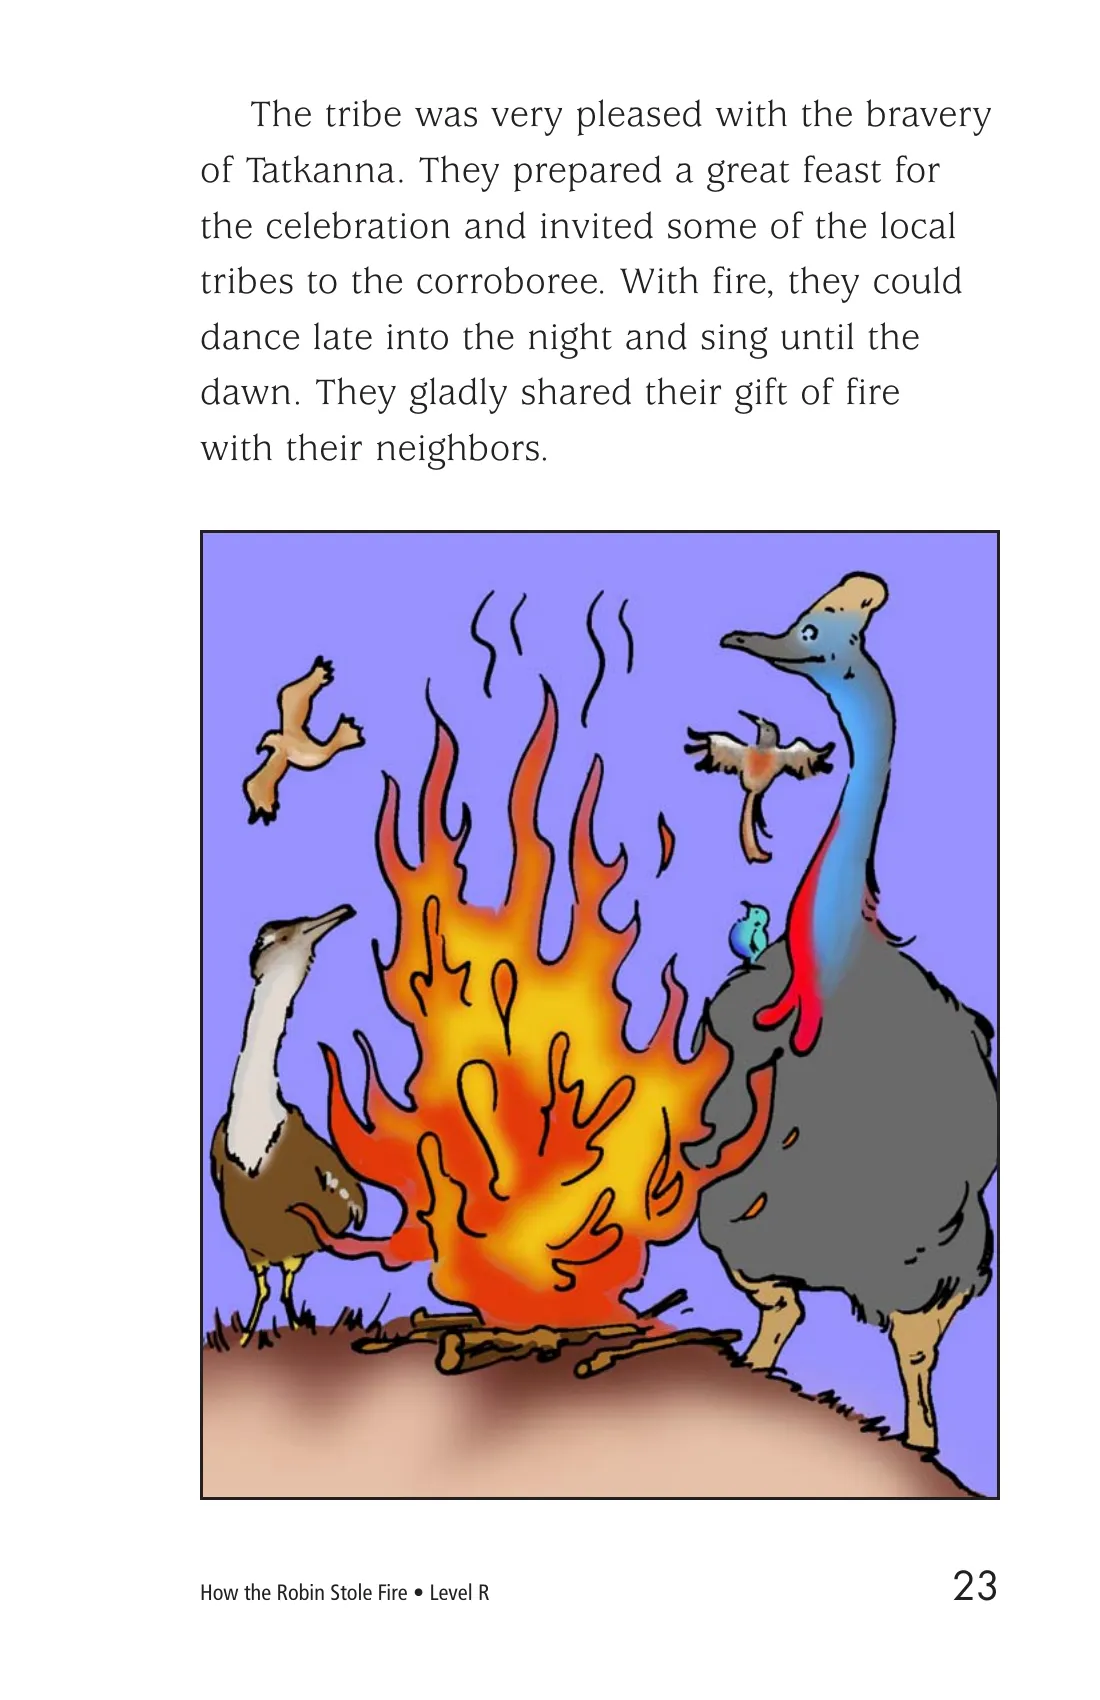 The tribe was very pleased with the bravery
of Tatkanna. They prepared a great feast for
the celebration and invited some of the local
tribes to the corroboree. With fire, they could
dance late into the night and sing until the
dawn. They gladly shared their gift of fire
with their neighbors.
How the Robin Stole Fire • Level R
23